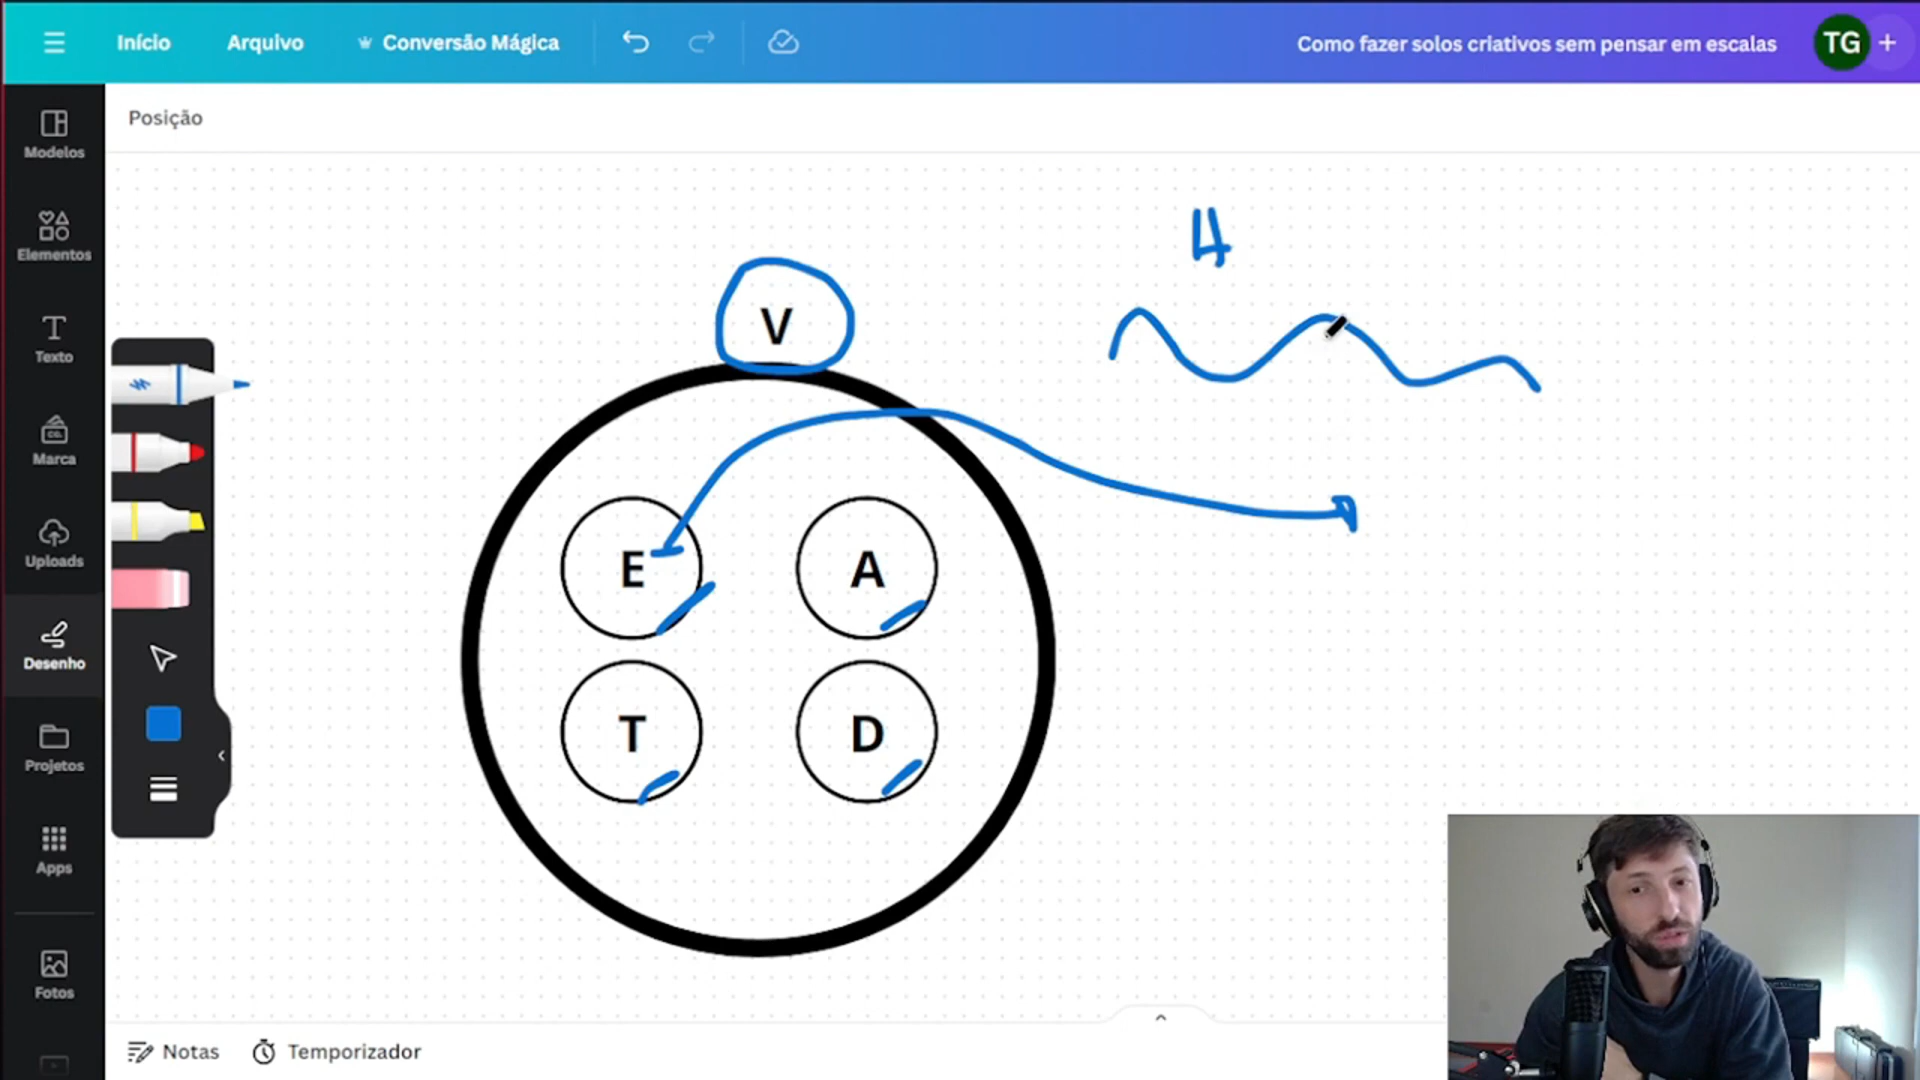 Início
Arquivo
Conversão Mágica
Como fazer solos criativos sem pensar em escalas
TG
Posição
Modelos
Elementos
Texto
Marca
Uploads
Desenho
Projetos
Apps
Fotos
4
V
E
A
T
D
Notas
Temporizador